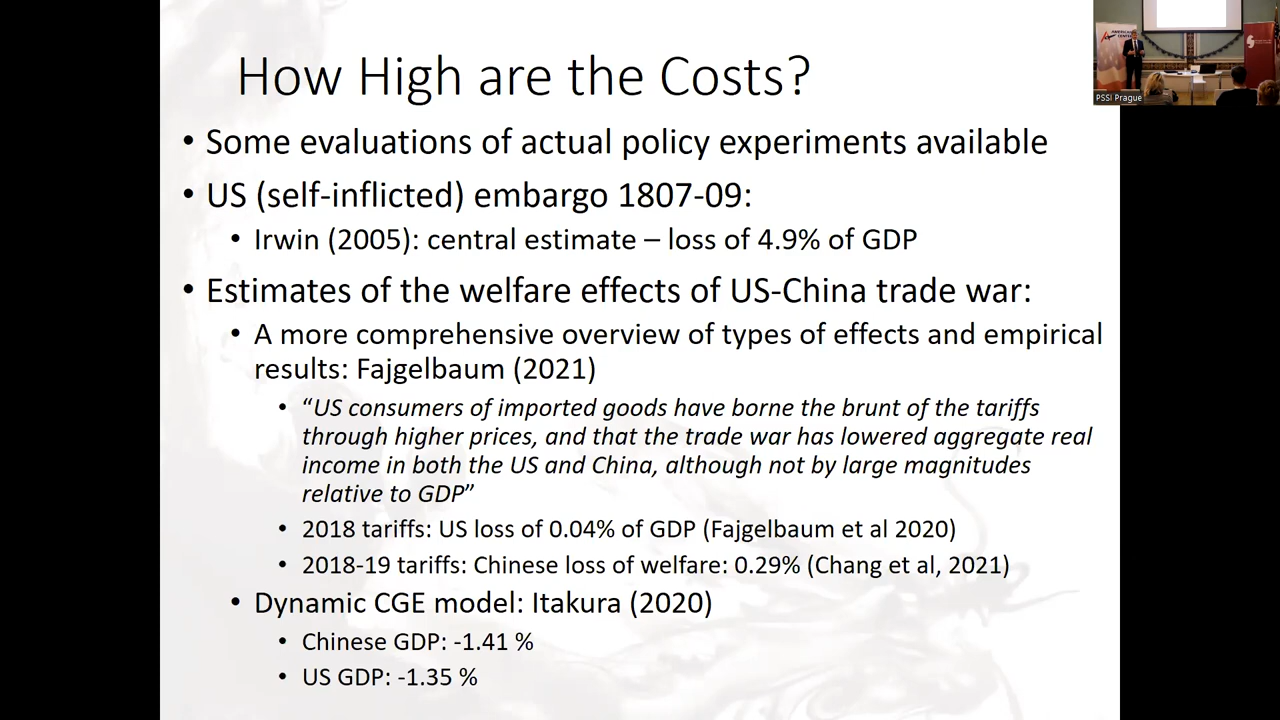 How High are the Costs?
• Some evaluations of actual policy experiments available
• US (self-inflicted) embargo 1807-09:
• Irwin (2005): central estimate – loss of 4.9% of GDP
• Estimates of the welfare effects of US-China trade war:
• A more comprehensive overview of types of effects and empirical
results: Fajgelbaum (2021)
• “US consumers of imported goods have borne the brunt of the tariffs
through higher prices, and that the trade war has lowered aggregate real
income in both the US and China, although not by large magnitudes
relative to GDP”
• 2018 tariffs: US loss of 0.04% of GDP (Fajgelbaum et al 2020)
• 2018-19 tariffs: Chinese loss of welfare: 0.29% (Chang et al, 2021)
• Dynamic CGE model: Itakura (2020)
• Chinese GDP: -1.41 %
• US GDP: -1.35 %
PSSI Prague